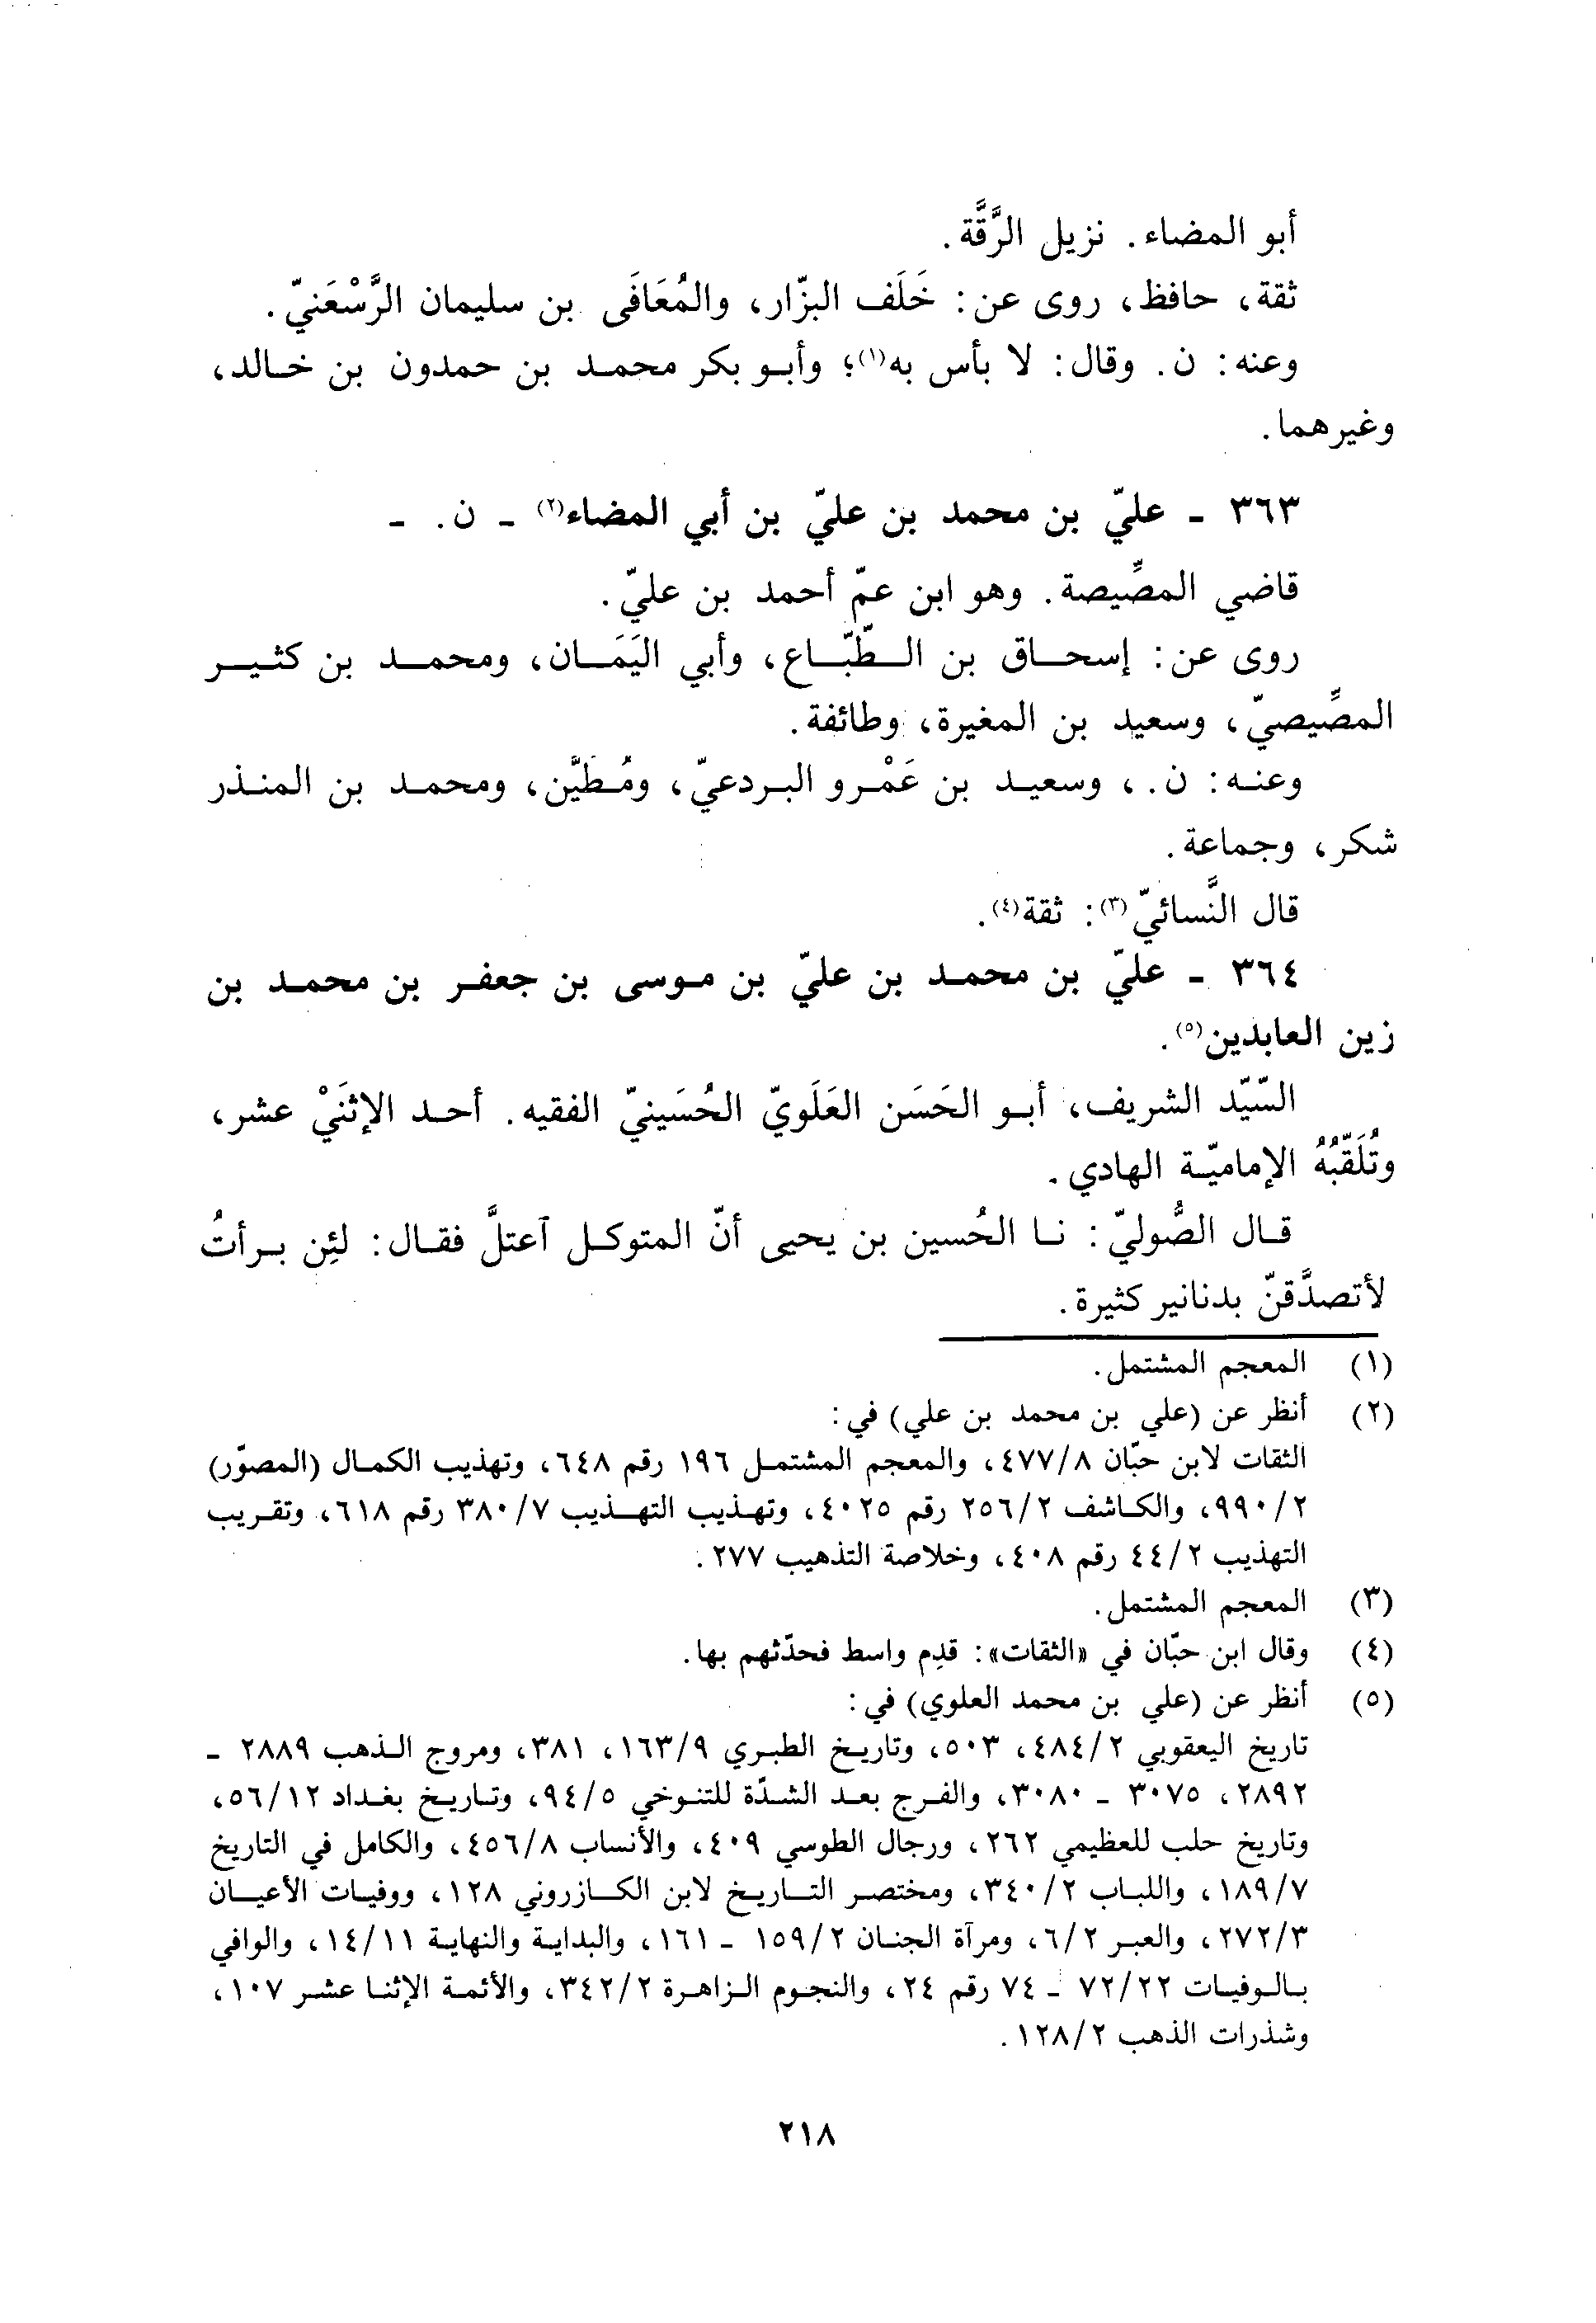 أبو المضاء. نزيل الرَّقَّة.
ثقة، حافظ، روى عن: خَلَف البزّار، والمُعَافَى بن سليمان الرَّسْعَنيّ.
وعنه: ن. وقال: لا بأس به(١)؛ وأبو بكر محمد بن حمدون بن خالد،
وغيرهما.
٣٦٣ - عليّ بن محمد بن عليّ بن أبي المضاء(٢) - ن. -
قاضي المصِّيصة. وهو ابن عمّ أحمد بن عليّ.
روى عن: إسحاق بن الطّبّاع، وأبي اليَمَان، ومحمد بن كثير
المصِّيصيّ، وسعيد بن المغيرة، وطائفة.
وعنه: ن.، وسعيد بن عَمْرو البردعيّ، ومُطَيَّن، ومحمد بن المنذر
شكر، وجماعة.
قال النَّسائيّ(٣): ثقة(٤).
٣٦٤ - عليّ بن محمد بن عليّ بن موسى بن جعفر بن محمد بن
زين العابدين(٥).
السّيّد الشريف، أبو الحَسَن العَلَويّ الحُسَينيّ الفقيه. أحد الإثنَيْ عشر،
وتُلَقّبُهُ الإماميّة الهادي.
قال الصُّوليّ: نا الحُسين بن يحيى أنّ المتوكل آعتلَّ فقال: لئِن برأتُ
لأتصدَّقنّ بدنانير كثيرة.
(١) المعجم المشتمل.
(٢) أنظر عن (علي بن محمد بن علي) في:
الثقات لابن حبّان ٤٧٧/٨، والمعجم المشتمل ١٩٦ رقم ٦٤٨، وتهذيب الكمال (المصوّر)
٩٩٠/٢، والكاشف ٢٥٦/٢ رقم ٤٠٢٥، وتهذيب التهذيب ٣٨٠/٧ رقم ٦١٨، وتقريب
التهذيب ٤٤/٢ رقم ٤٠٨، وخلاصة التذهيب ٢٧٧.
(٣) المعجم المشتمل.
(٤) وقال ابن حبّان في «الثقات»: قدِم واسط فحدّثهم بها.
(٥) أنظر عن (علي بن محمد العلوي) في:
تاريخ اليعقوبي ٤٨٤/٢، ٥٠٣، وتاريخ الطبري ١٦٣/٩، ٣٨١، ومروج الذهب ٢٨٨٩ -
٢٨٩٢، ٣٠٧٥ - ٣٠٨٠، والفرج بعد الشدّة للتنوخي ٩٤/٥، وتاريخ بغداد ٥٦/١٢،
وتاريخ حلب للعظيمي ٢٦٢، ورجال الطوسي ٤٠٩، والأنساب ٤٥٦/٨، والكامل في التاريخ
١٨٩/٧، واللباب ٣٤٠/٢، ومختصر التاريخ لابن الكازروني ١٢٨، ووفيات الأعيان
٢٧٢/٣، والعبر ٦/٢، ومرآة الجنان ١٥٩/٢ - ١٦١، والبداية والنهاية ١٤/١١، والوافي
بالوفيات ٧٢/٢٢ - ٧٤ رقم ٢٤، والنجوم الزاهرة ٣٤٢/٢، والأئمة الإثنا عشر ١٠٧،
وشذرات الذهب ١٢٨/٢.
٢١٨